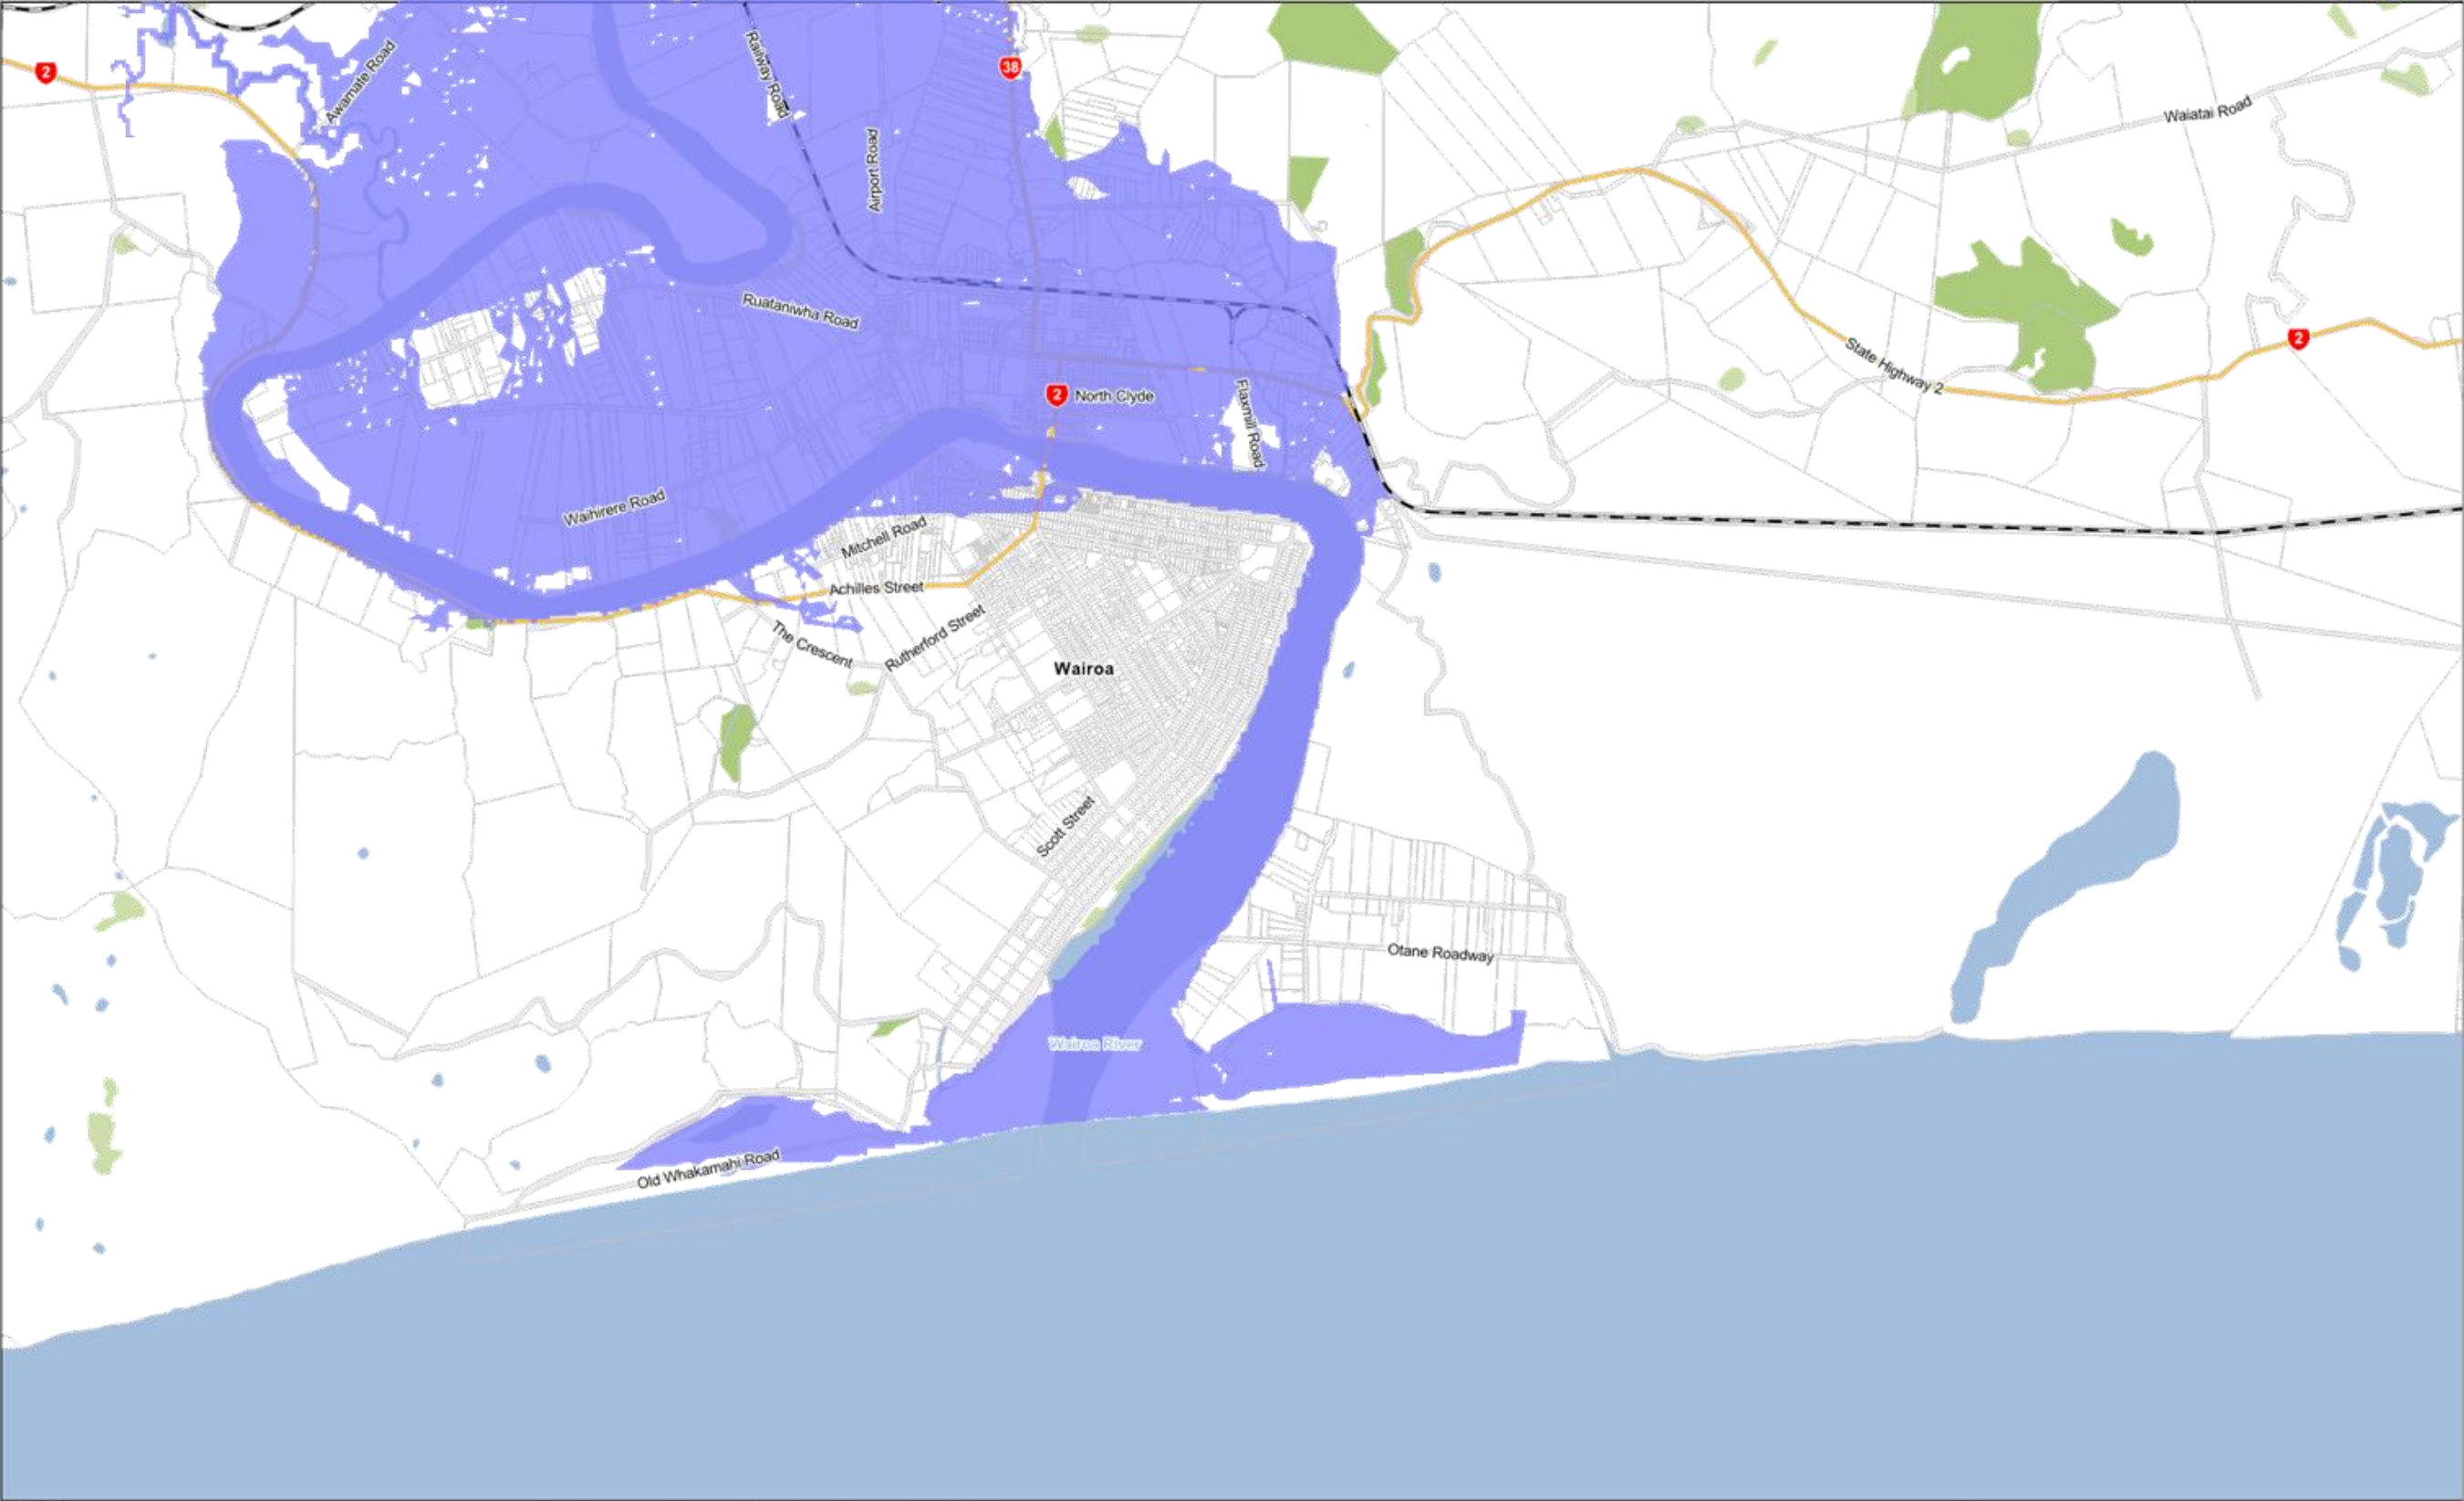 Railway Road
38
2
Awamate Road
Waiatai Road
Airport Road
Ruataniwha Road
2
State Highway 2
2
North Clyde
Flaxmill Road
Waihirere Road
Mitchell Road
Achilles Street
The Crescent
Rutherford Street
Wairoa
Scott Street
Otane Roadway
Wairoa River
Old Whakamahi Road